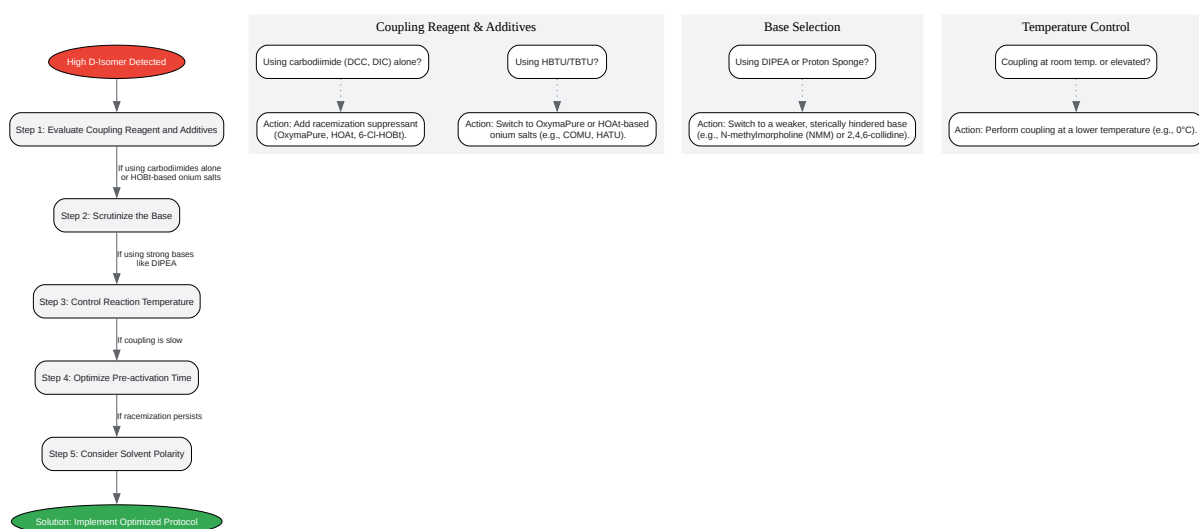 High D-Isomer Detected
Step 1: Evaluate Coupling Reagent and Additives
If using carbodiimides alone
or HOBt-based onium salts
Step 2: Scrutinize the Base
If using strong bases
like DIPEA
Step 3: Control Reaction Temperature
If coupling is slow
Step 4: Optimize Pre-activation Time
If racemization persists
Step 5: Consider Solvent Polarity
Solution: Implement Optimized Protocol
Coupling Reagent & Additives
Using carbodiimide (DCC, DIC) alone?
Action: Add racemization suppressant
(OxymaPure, HOAt, 6-Cl-HOBt).
Using HBTU/TBTU?
Action: Switch to OxymaPure or HOAt-based
onium salts (e.g., COMU, HATU).
Base Selection
Using DIPEA or Proton Sponge?
Action: Switch to a weaker, sterically hindered base
(e.g., N-methylmorpholine (NMM) or 2,4,6-collidine).
Temperature Control
Coupling at room temp. or elevated?
Action: Perform coupling at a lower temperature (e.g., 0°C).